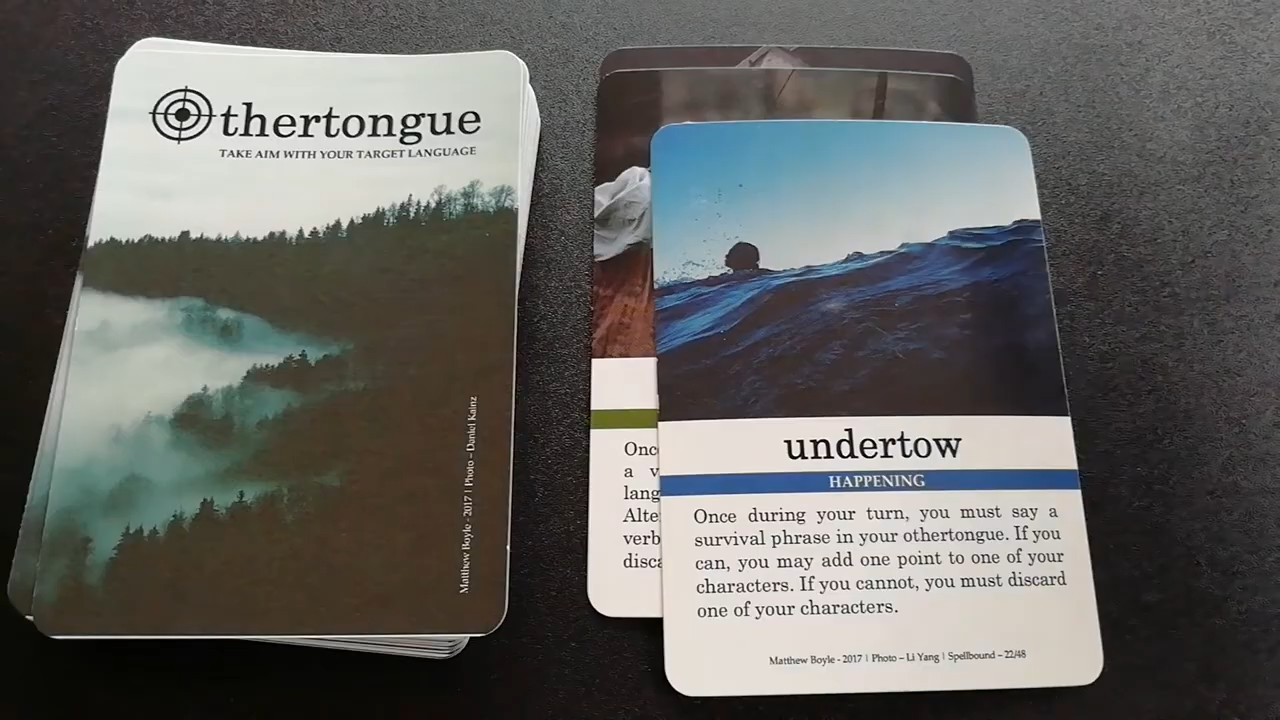 thertongue
TAKE AIM WITH YOUR TARGET LANGUAGE
Matthew Boyle - 2017 | Photo – Daniel Kainz
Once
a v
lang
Alte
verb
disca
undertow
HAPPENING
Once during your turn, you must say a
survival phrase in your othertongue. If you
can, you may add one point to one of your
characters. If you cannot, you must discard
one of your characters.
Matthew Boyle - 2017 | Photo – Li Yang | Spellbound – 22/48